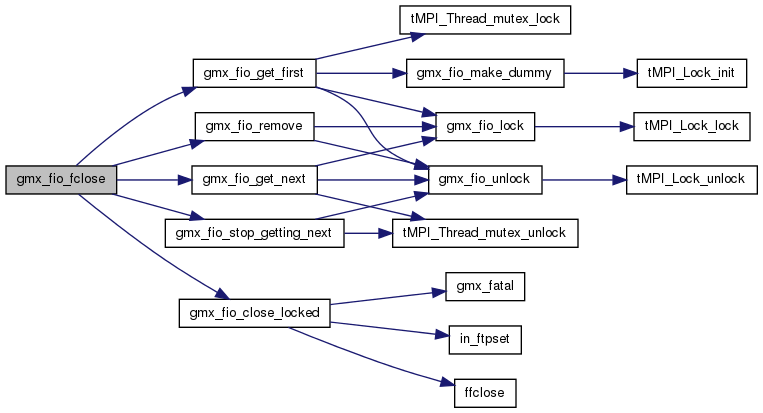 tMPI_Thread_mutex_lock
gmx_fio_get_first
gmx_fio_make_dummy
tMPI_Lock_init
gmx_fio_remove
gmx_fio_lock
tMPI_Lock_lock
gmx_fio_fclose
gmx_fio_get_next
gmx_fio_unlock
tMPI_Lock_unlock
gmx_fio_stop_getting_next
tMPI_Thread_mutex_unlock
gmx_fatal
gmx_fio_close_locked
in_ftpset
ffclose